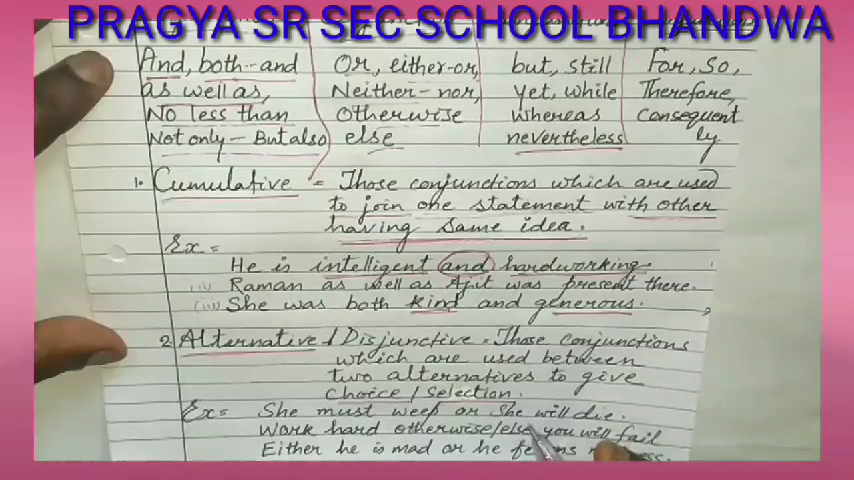 PRAGYA SR SEC SCHOOL BHANDWA
And, both--and Or, either-or, but, still For, So,
as well as, Neither-nor, yet, while Therefore,
No less than Otherwise whereas consequent
Not only - But also else nevertheless ly
1. Cumulative = Those conjunctions which are used
to join one statement with other
having same idea.
Ex=
He is intelligent and hardworking.
(ii) Raman as well as Ajit was present there.
(iii) She was both kind and generous.
2. Alternative / Disjunctive = Those conjunctions
which are used between
two alternatives to give
choice / selection.
Ex= She must weep or she will die.
Work hard otherwise/else you will fail
Either he is mad or he